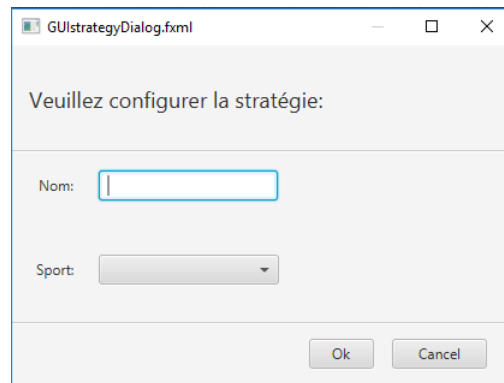 GUIstrategyDialog.fxml
Veuillez configurer la stratégie:
Nom:
Sport:
Ok Cancel